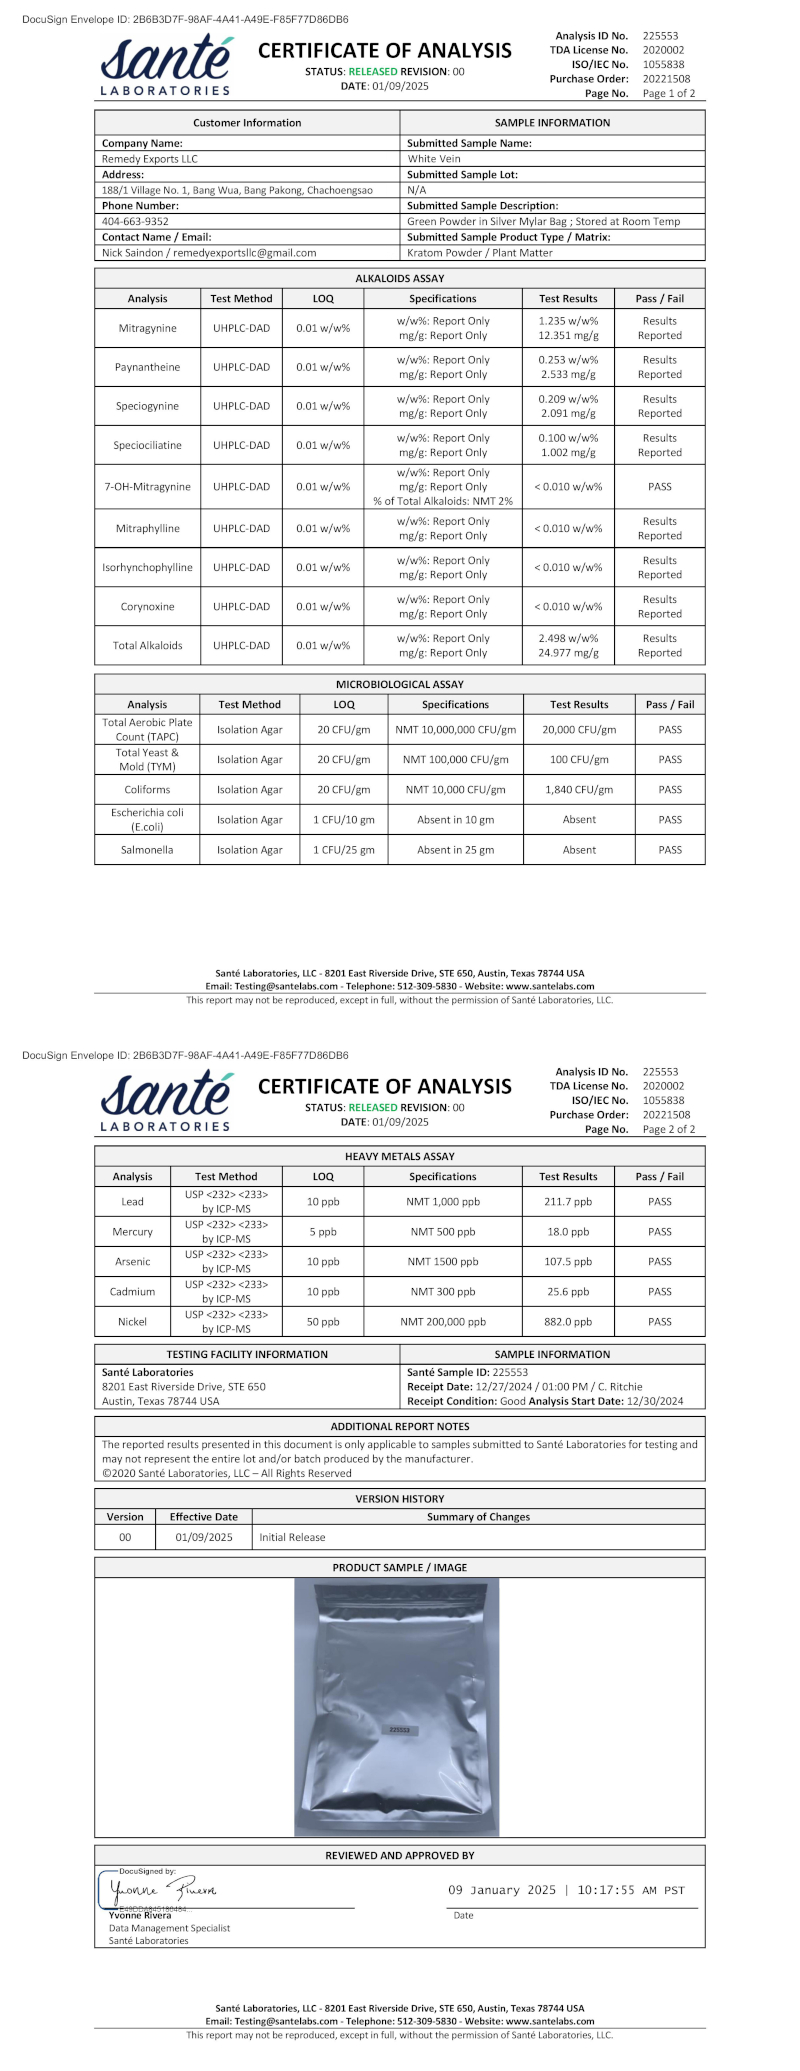 DocuSign Envelope ID: 2B6B3D7F-98AF-4A41-A49E-F85F77D86DB6
Santé
LABORATORIES
CERTIFICATE OF ANALYSIS
STATUS: RELEASED REVISION: 00
DATE: 01/09/2025
Analysis ID No. 225553
TDA License No. 2020002
ISO/IEC No. 1055838
Purchase Order: 20221508
Page No. Page 1 of 2
Customer Information SAMPLE INFORMATION
Company Name: Submitted Sample Name:
Remedy Exports LLC White Vein
Address: Submitted Sample Lot:
188/1 Village No. 1, Bang Wua, Bang Pakong, Chachoengsao N/A
Phone Number: Submitted Sample Description:
404-663-9352 Green Powder in Silver Mylar Bag ; Stored at Room Temp
Contact Name / Email: Submitted Sample Product Type / Matrix:
Nick Saindon / remedyexportsllc@gmail.com Kratom Powder / Plant Matter
ALKALOIDS ASSAY
Analysis Test Method LOQ Specifications Test Results Pass / Fail
Mitragynine UHPLC-DAD 0.01 w/w% w/w%: Report Only mg/g: Report Only 1.235 w/w% 12.351 mg/g Results Reported
Paynantheine UHPLC-DAD 0.01 w/w% w/w%: Report Only mg/g: Report Only 0.253 w/w% 2.533 mg/g Results Reported
Speciogynine UHPLC-DAD 0.01 w/w% w/w%: Report Only mg/g: Report Only 0.209 w/w% 2.091 mg/g Results Reported
Speciociliatine UHPLC-DAD 0.01 w/w% w/w%: Report Only mg/g: Report Only 0.100 w/w% 1.002 mg/g Results Reported
7-OH-Mitragynine UHPLC-DAD 0.01 w/w% w/w%: Report Only mg/g: Report Only % of Total Alkaloids: NMT 2% < 0.010 w/w% PASS
Mitraphylline UHPLC-DAD 0.01 w/w% w/w%: Report Only mg/g: Report Only < 0.010 w/w% Results Reported
Isorhynchophylline UHPLC-DAD 0.01 w/w% w/w%: Report Only mg/g: Report Only < 0.010 w/w% Results Reported
Corynoxine UHPLC-DAD 0.01 w/w% w/w%: Report Only mg/g: Report Only < 0.010 w/w% Results Reported
Total Alkaloids UHPLC-DAD 0.01 w/w% w/w%: Report Only mg/g: Report Only 2.498 w/w% 24.977 mg/g Results Reported
MICROBIOLOGICAL ASSAY
Analysis Test Method LOQ Specifications Test Results Pass / Fail
Total Aerobic Plate Count (TAPC) Isolation Agar 20 CFU/gm NMT 10,000,000 CFU/gm 20,000 CFU/gm PASS
Total Yeast & Mold (TYM) Isolation Agar 20 CFU/gm NMT 100,000 CFU/gm 100 CFU/gm PASS
Coliforms Isolation Agar 20 CFU/gm NMT 10,000 CFU/gm 1,840 CFU/gm PASS
Escherichia coli (E.coli) Isolation Agar 1 CFU/10 gm Absent in 10 gm Absent PASS
Salmonella Isolation Agar 1 CFU/25 gm Absent in 25 gm Absent PASS
Santé Laboratories, LLC - 8201 East Riverside Drive, STE 650, Austin, Texas 78744 USA
Email: Testing@santelabs.com - Telephone: 512-309-5830 - Website: www.santelabs.com
This report may not be reproduced, except in full, without the permission of Santé Laboratories, LLC.
DocuSign Envelope ID: 2B6B3D7F-98AF-4A41-A49E-F85F77D86DB6
Santé
LABORATORIES
CERTIFICATE OF ANALYSIS
STATUS: RELEASED REVISION: 00
DATE: 01/09/2025
Analysis ID No. 225553
TDA License No. 2020002
ISO/IEC No. 1055838
Purchase Order: 20221508
Page No. Page 2 of 2
HEAVY METALS ASSAY
Analysis Test Method LOQ Specifications Test Results Pass / Fail
Lead USP <232> <233> by ICP-MS 10 ppb NMT 1,000 ppb 211.7 ppb PASS
Mercury USP <232> <233> by ICP-MS 5 ppb NMT 500 ppb 18.0 ppb PASS
Arsenic USP <232> <233> by ICP-MS 10 ppb NMT 1500 ppb 107.5 ppb PASS
Cadmium USP <232> <233> by ICP-MS 10 ppb NMT 300 ppb 25.6 ppb PASS
Nickel USP <232> <233> by ICP-MS 50 ppb NMT 200,000 ppb 882.0 ppb PASS
TESTING FACILITY INFORMATION SAMPLE INFORMATION
Santé Laboratories Santé Sample ID: 225553
8201 East Riverside Drive, STE 650 Receipt Date: 12/27/2024 / 01:00 PM / C. Ritchie
Austin, Texas 78744 USA Receipt Condition: Good Analysis Start Date: 12/30/2024
ADDITIONAL REPORT NOTES
The reported results presented in this document is only applicable to samples submitted to Santé Laboratories for testing and
may not represent the entire lot and/or batch produced by the manufacturer.
©2020 Santé Laboratories, LLC – All Rights Reserved
VERSION HISTORY
Version Effective Date Summary of Changes
00 01/09/2025 Initial Release
PRODUCT SAMPLE / IMAGE
225553
REVIEWED AND APPROVED BY
DocuSigned by:
Yvonne Rivera
09 January 2025 | 10:17:55 AM PST
Yvonne Rivera Date
Data Management Specialist
Santé Laboratories
Santé Laboratories, LLC - 8201 East Riverside Drive, STE 650, Austin, Texas 78744 USA
Email: Testing@santelabs.com - Telephone: 512-309-5830 - Website: www.santelabs.com
This report may not be reproduced, except in full, without the permission of Santé Laboratories, LLC.